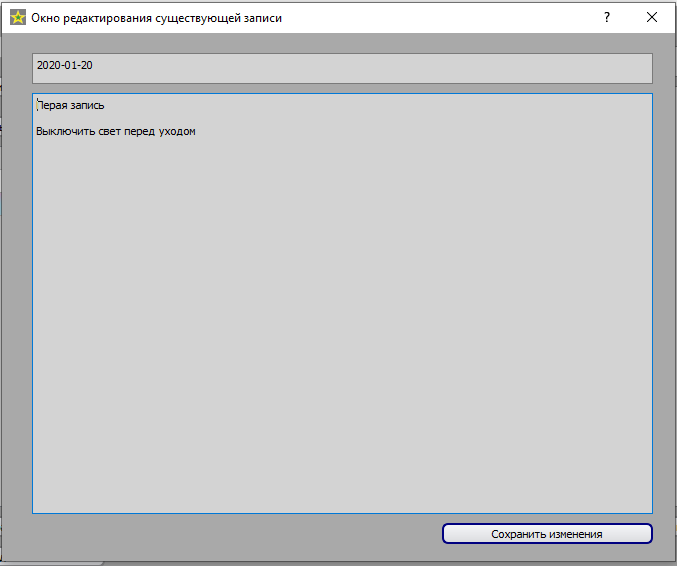 Окно редактирования существующей записи
?
2020-01-20
Перая запись
Выключить свет перед уходом
Сохранить изменения